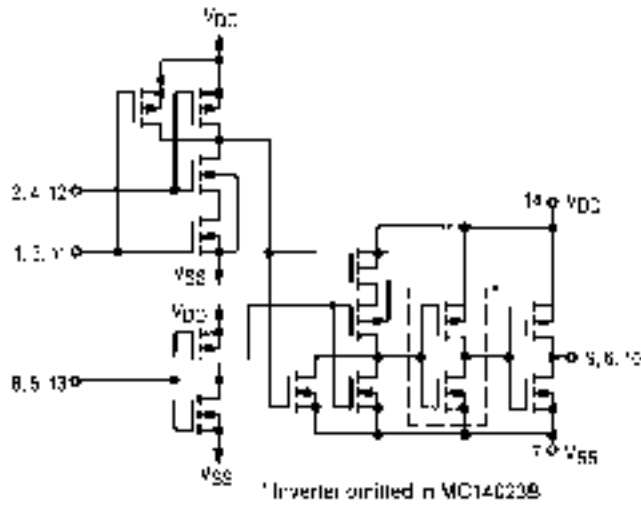 VDD
2, 4, 12
1, 3, 11
VSS
VDD
8, 5, 13
VSS
14 VDD
*
9, 6, 10
7 VSS
*Inverter omitted in MC14023B